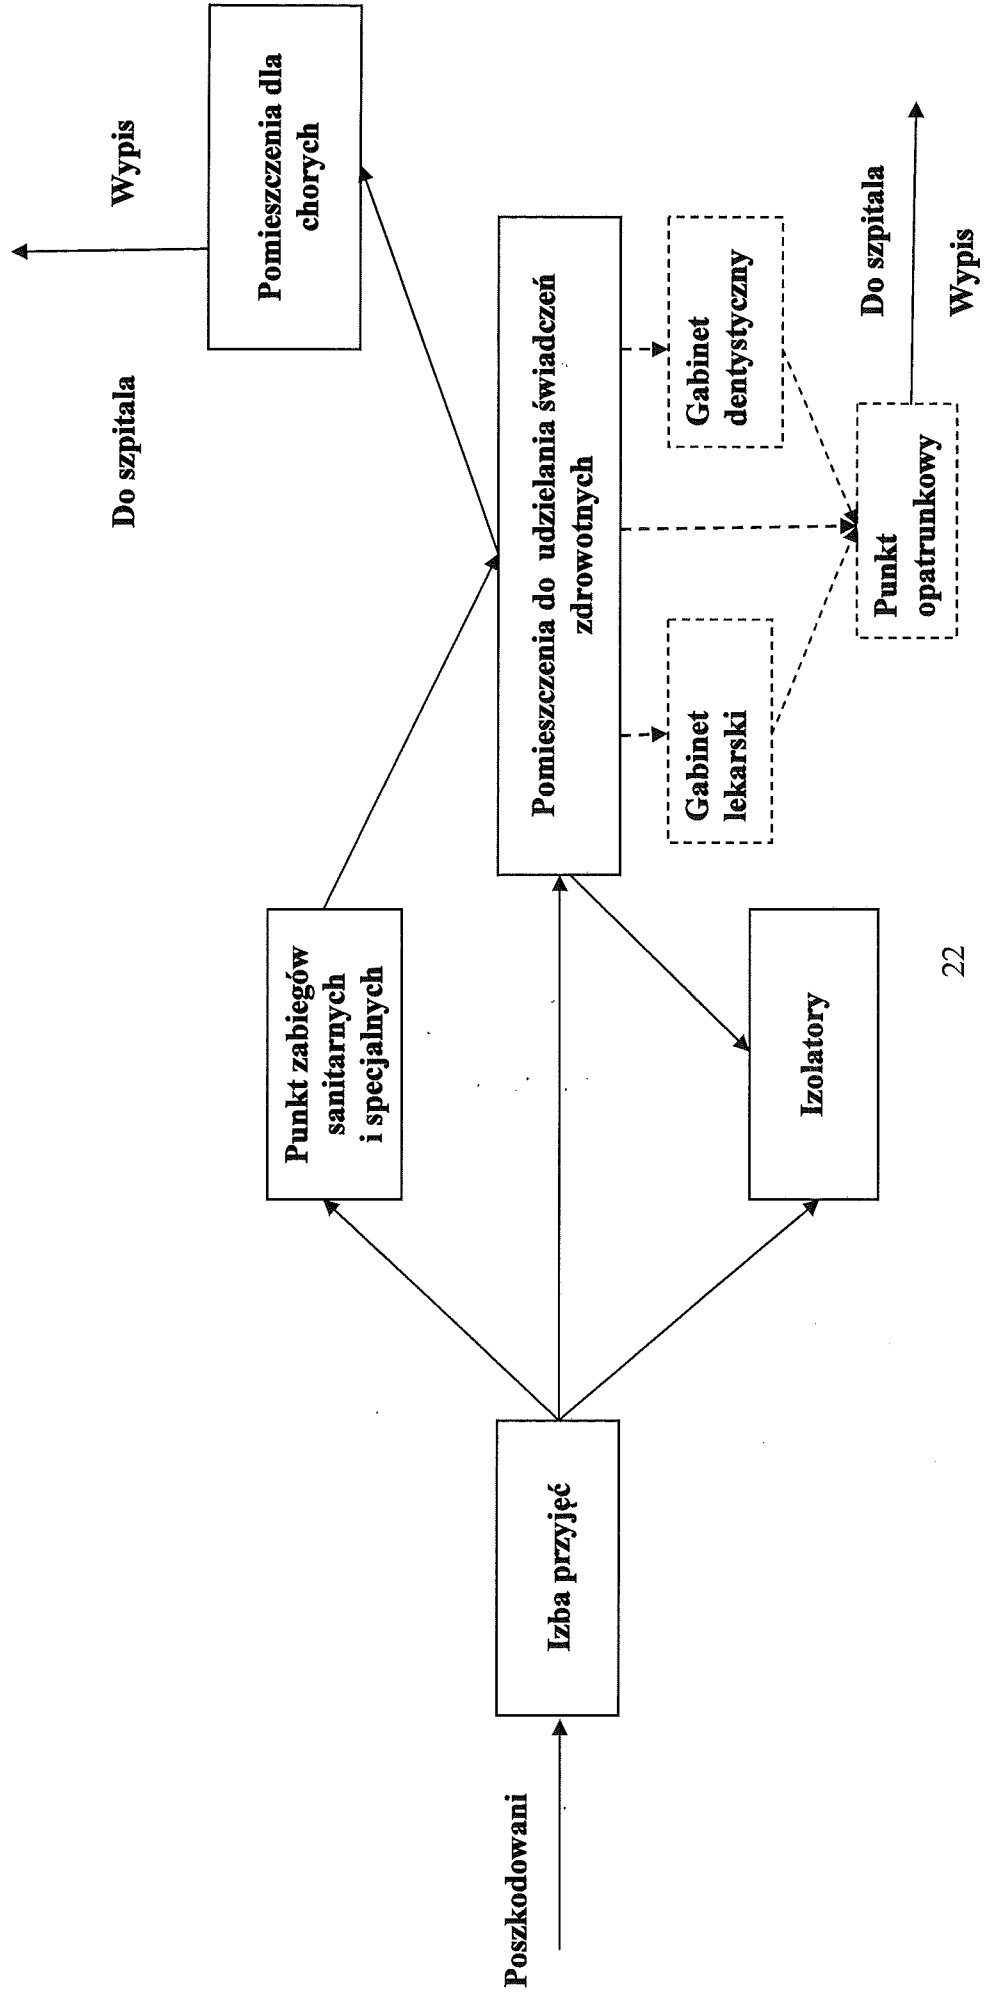 Poszkodowani
Izba przyjęć
Punkt zabiegów
sanitarnych
i specjalnych
Izolatory
Pomieszczenia do udzielania świadczeń
zdrowotnych
Gabinet
lekarski
Gabinet
dentystyczny
Punkt
opatrunkowy
Do szpitala
Wypis
Pomieszczenia dla
chorych
Do szpitala
Wypis
22